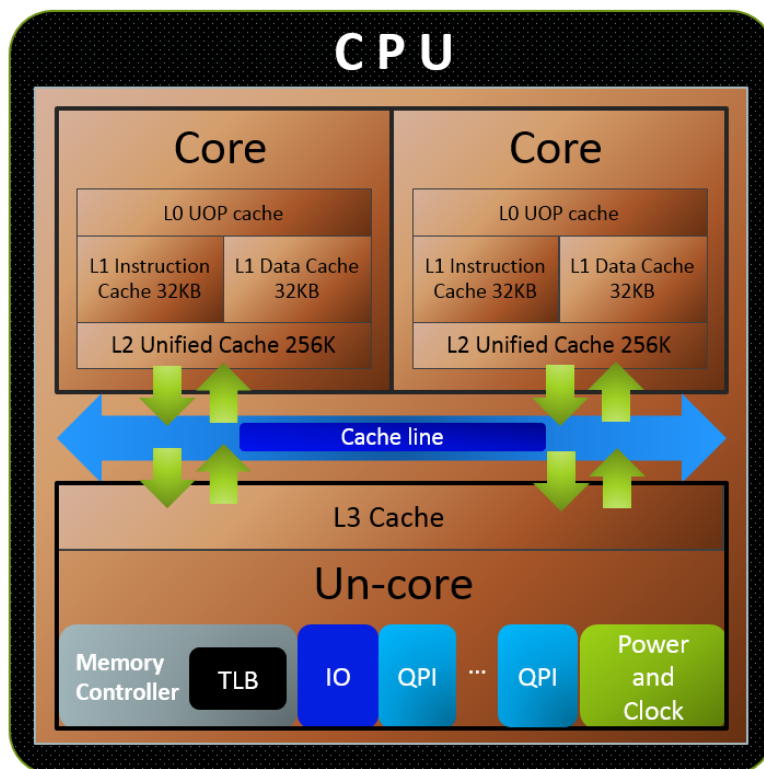 CPU
Core
Core
L0 UOP cache
L0 UOP cache
L1 Instruction
Cache 32KB
L1 Data Cache
32KB
L1 Instruction
Cache 32KB
L1 Data Cache
32KB
L2 Unified Cache 256K
L2 Unified Cache 256K
Cache line
L3 Cache
Un-core
Memory
Controller
TLB
IO
QPI
...
QPI
Power
and
Clock